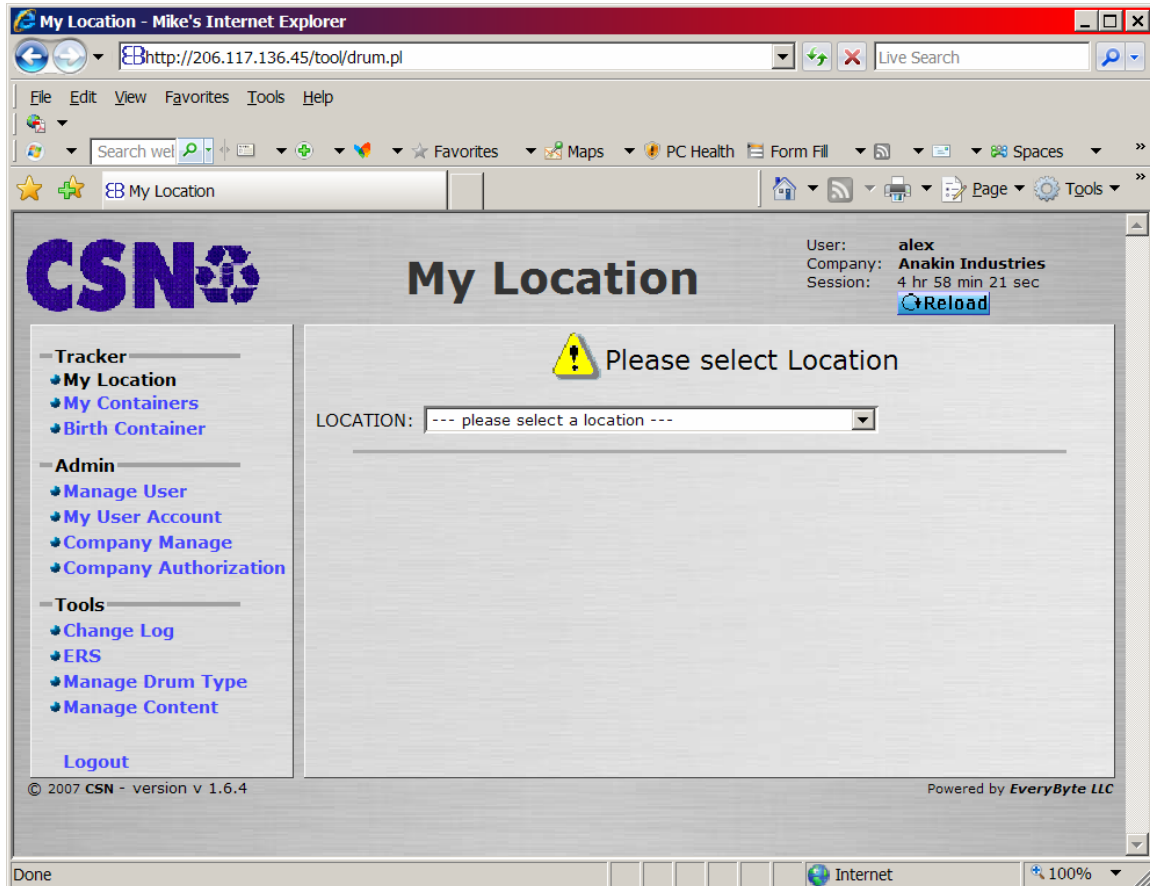 My Location - Mike's Internet Explorer
http://206.117.136.45/tool/drum.pl
Live Search
File Edit View Favorites Tools Help
Search wel Favorites Maps PC Health Form Fill Spaces »
My Location Page Tools »
CSN
My Location
User: alex
Company: Anakin Industries
Session: 4 hr 58 min 21 sec
Reload
Tracker
My Location
My Containers
Birth Container
Admin
Manage User
My User Account
Company Manage
Company Authorization
Tools
Change Log
ERS
Manage Drum Type
Manage Content
Logout
Please select Location
LOCATION: --- please select a location ---
© 2007 CSN - version v 1.6.4
Powered by EveryByte LLC
Done Internet 100%